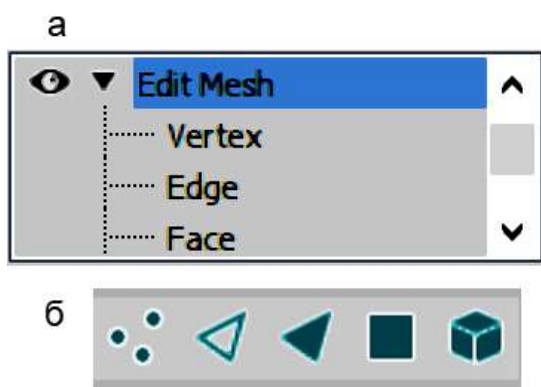 а
Edit Mesh
Vertex
Edge
Face
б